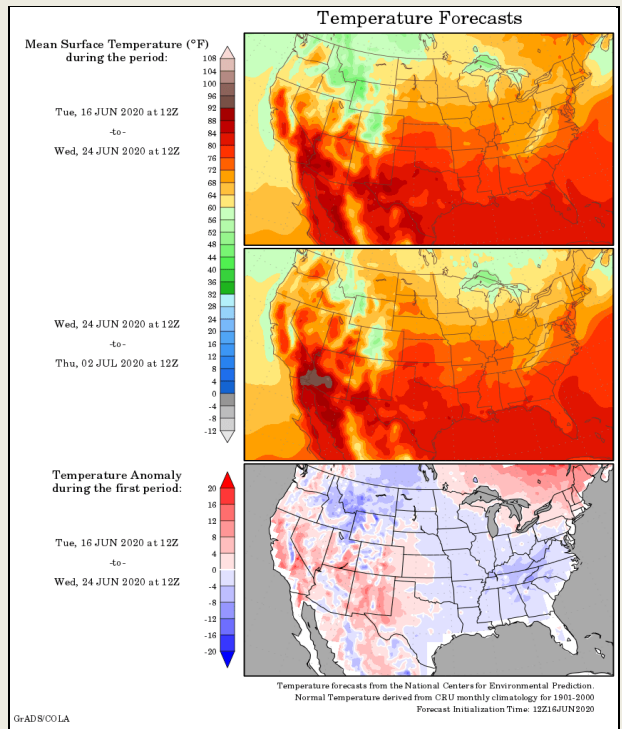 Temperature Forecasts
Mean Surface Temperature (°F)
during the period:
108
104
100
96
92
88
84
80
76
72
68
64
60
56
52
48
44
40
36
32
28
24
20
16
12
8
4
0
-4
-8
-12
Tue, 16 JUN 2020 at 12Z
-to-
Wed, 24 JUN 2020 at 12Z
Wed, 24 JUN 2020 at 12Z
-to-
Thu, 02 JUL 2020 at 12Z
Temperature Anomaly
during the first period:
20
16
12
8
4
0
-4
-8
-12
-16
-20
Tue, 16 JUN 2020 at 12Z
-to-
Wed, 24 JUN 2020 at 12Z
Temperature forecasts from the National Centers for Environmental Prediction.
Normal Temperature derived from CRU monthly climatology for 1901-2000
Forecast Initialization Time: 12Z16JUN2020
GrADS/COLA